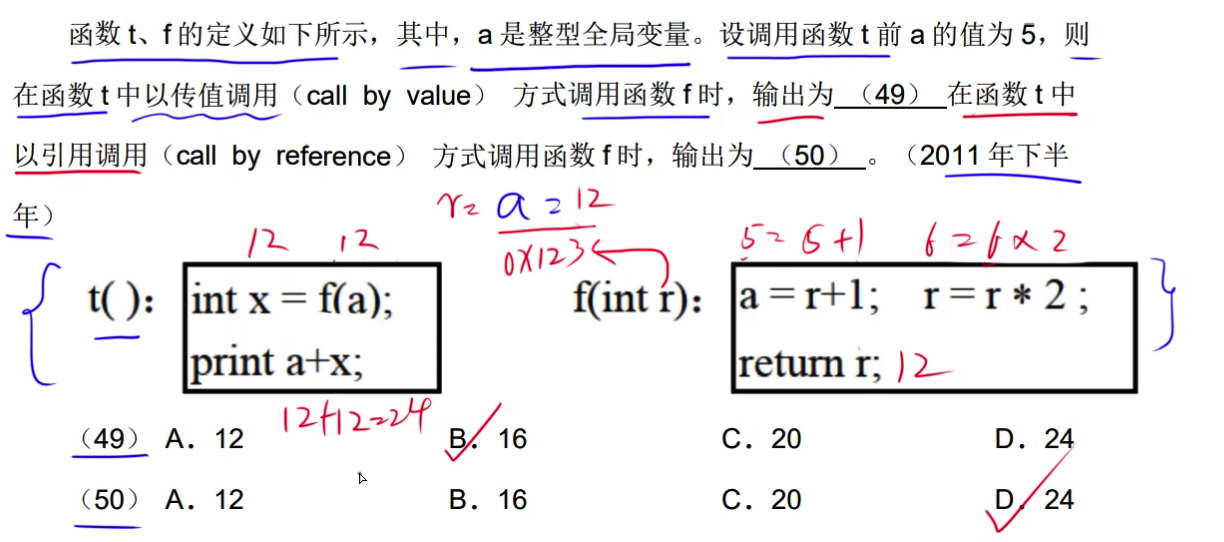 函数 t、f 的定义如下所示，其中，a 是整型全局变量。设调用函数 t 前 a 的值为 5，则
在函数 t 中以传值调用（call by value） 方式调用函数 f 时，输出为 （49） 在函数 t 中
以引用调用（call by reference） 方式调用函数 f 时，输出为 （50） 。（2011 年下半
年）
r= a = 12
0x123
12 12
5= 5+1 6=6×2
t( )： int x = f(a); f(int r)： a = r+1; r = r * 2 ;
print a+x; return r; 12
12+12=24
（49） A．12 B．16 C．20 D．24
（50） A．12 B．16 C．20 D．24